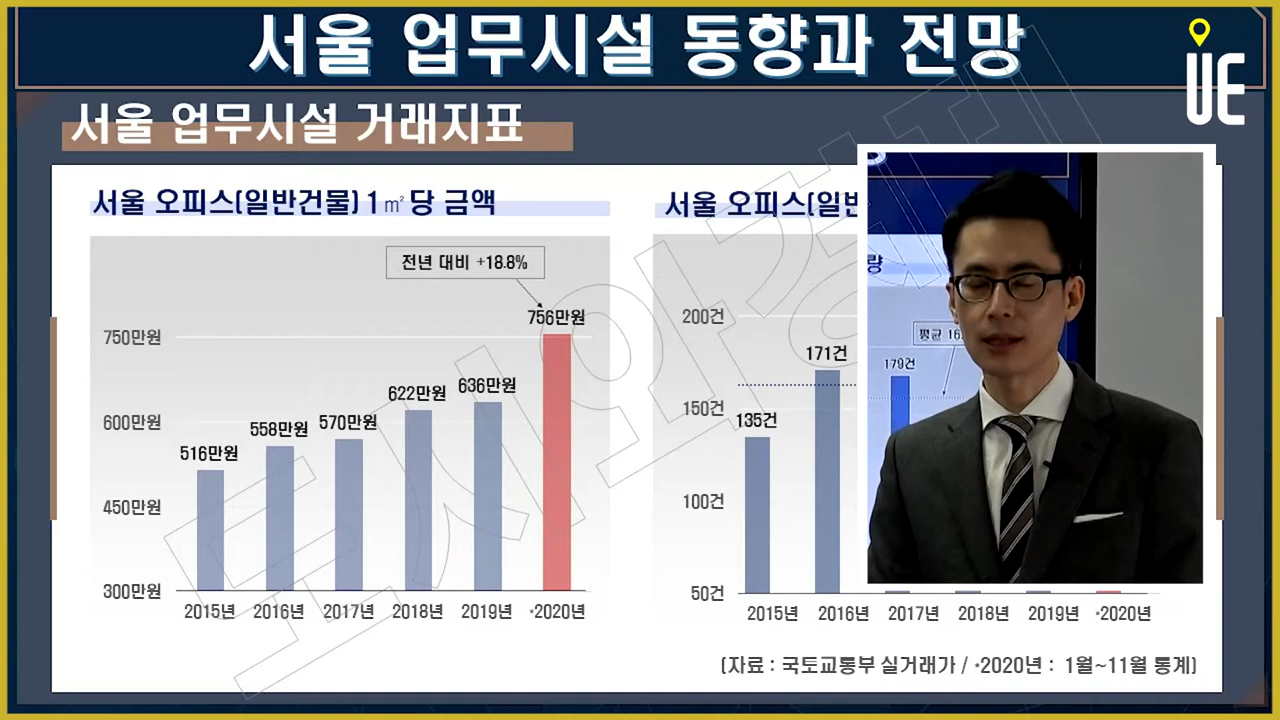 서울 업무시설 동향과 전망
UE
서울 업무시설 거래지표
서울 오피스(일반건물) 1㎡당 금액
전년 대비 +18.8%
756만원
750만원
636만원
622만원
600만원
570만원
558만원
516만원
450만원
300만원
2015년 2016년 2017년 2018년 2019년 *2020년
서울 오피스(일반
량
200건
평균 16
179건
171건
150건
135건
100건
50건
2015년 2016년 2017년 2018년 2019년 *2020년
(자료 : 국토교통부 실거래가 / *2020년 : 1월~11월 통계)
도시와경제